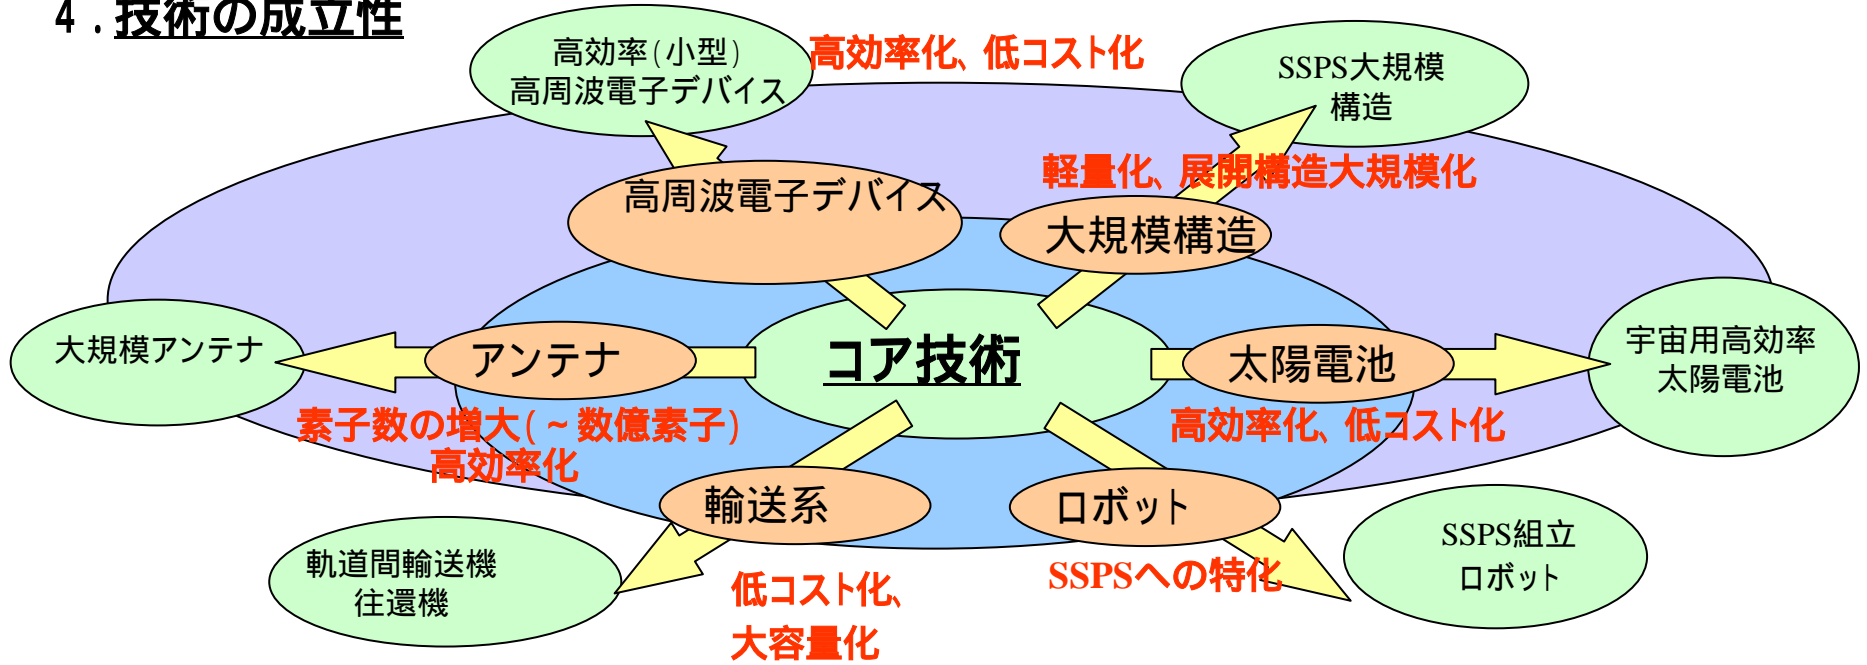 ４．技術の成立性
高効率(小型)
高周波電子デバイス
高効率化、低コスト化
SSPS大規模
構造
軽量化、展開構造大規模化
高周波電子デバイス
大規模構造
大規模アンテナ
アンテナ
コア技術
太陽電池
宇宙用高効率
太陽電池
素子数の増大(～数億素子)
高効率化
高効率化、低コスト化
輸送系
ロボット
軌道間輸送機
往還機
低コスト化、
大容量化
SSPSへの特化
SSPS組立
ロボット